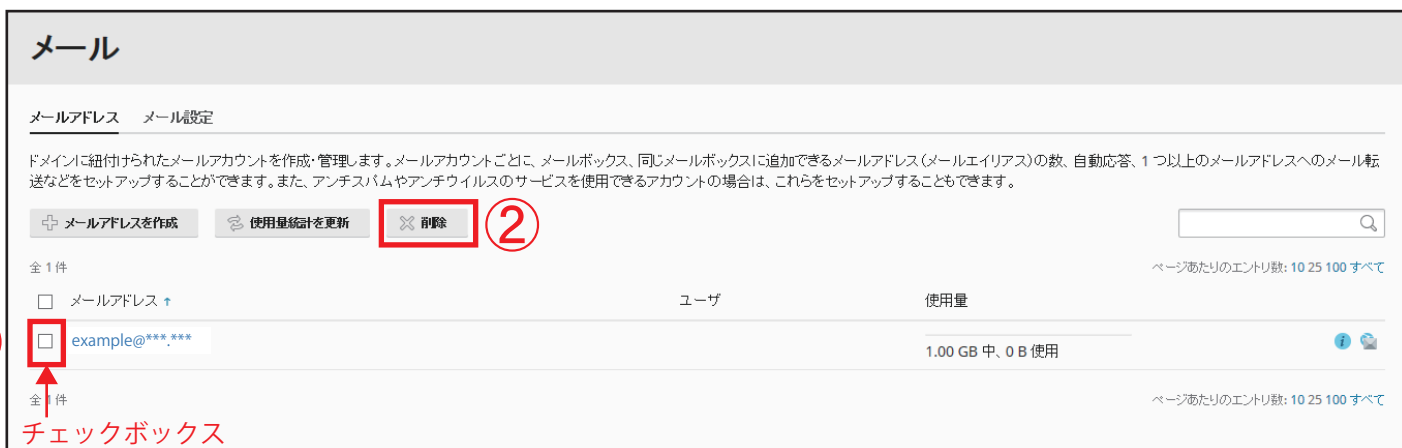 メール
メールアドレス メール設定
ドメインに紐付けられたメールアカウントを作成・管理します。メールアカウントごとに、メールボックス、同じメールボックスに追加できるメールアドレス(メールエイリアス)の数、自動応答、1 つ以上のメールアドレスへのメール転
送などをセットアップすることができます。また、アンチスパムやアンチウイルスのサービスを使用できるアカウントの場合は、これらをセットアップすることもできます。
メールアドレスを作成 使用量統計を更新 削除 ②
全 1 件 ページあたりのエントリ数: 10 25 100 すべて
メールアドレス ↑ ユーザ 使用量
example@***.***
1.00 GB 中、0 B 使用
全 1 件 ページあたりのエントリ数: 10 25 100 すべて
チェックボックス